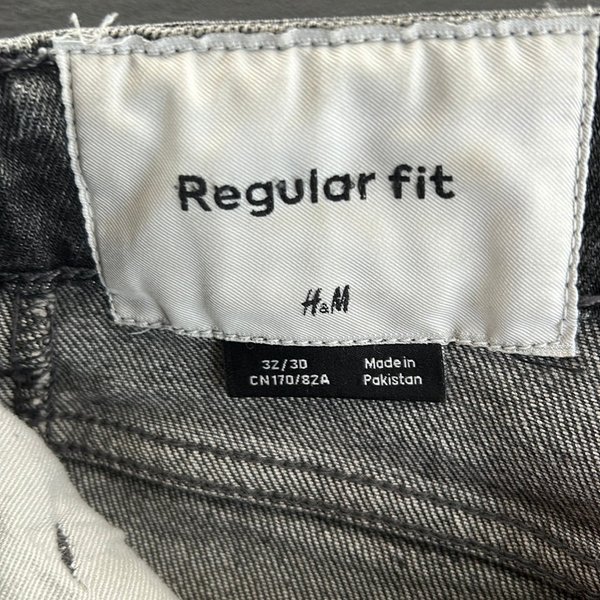 Regular fit
H&M
32/30
CN170/82A
Made in
Pakistan